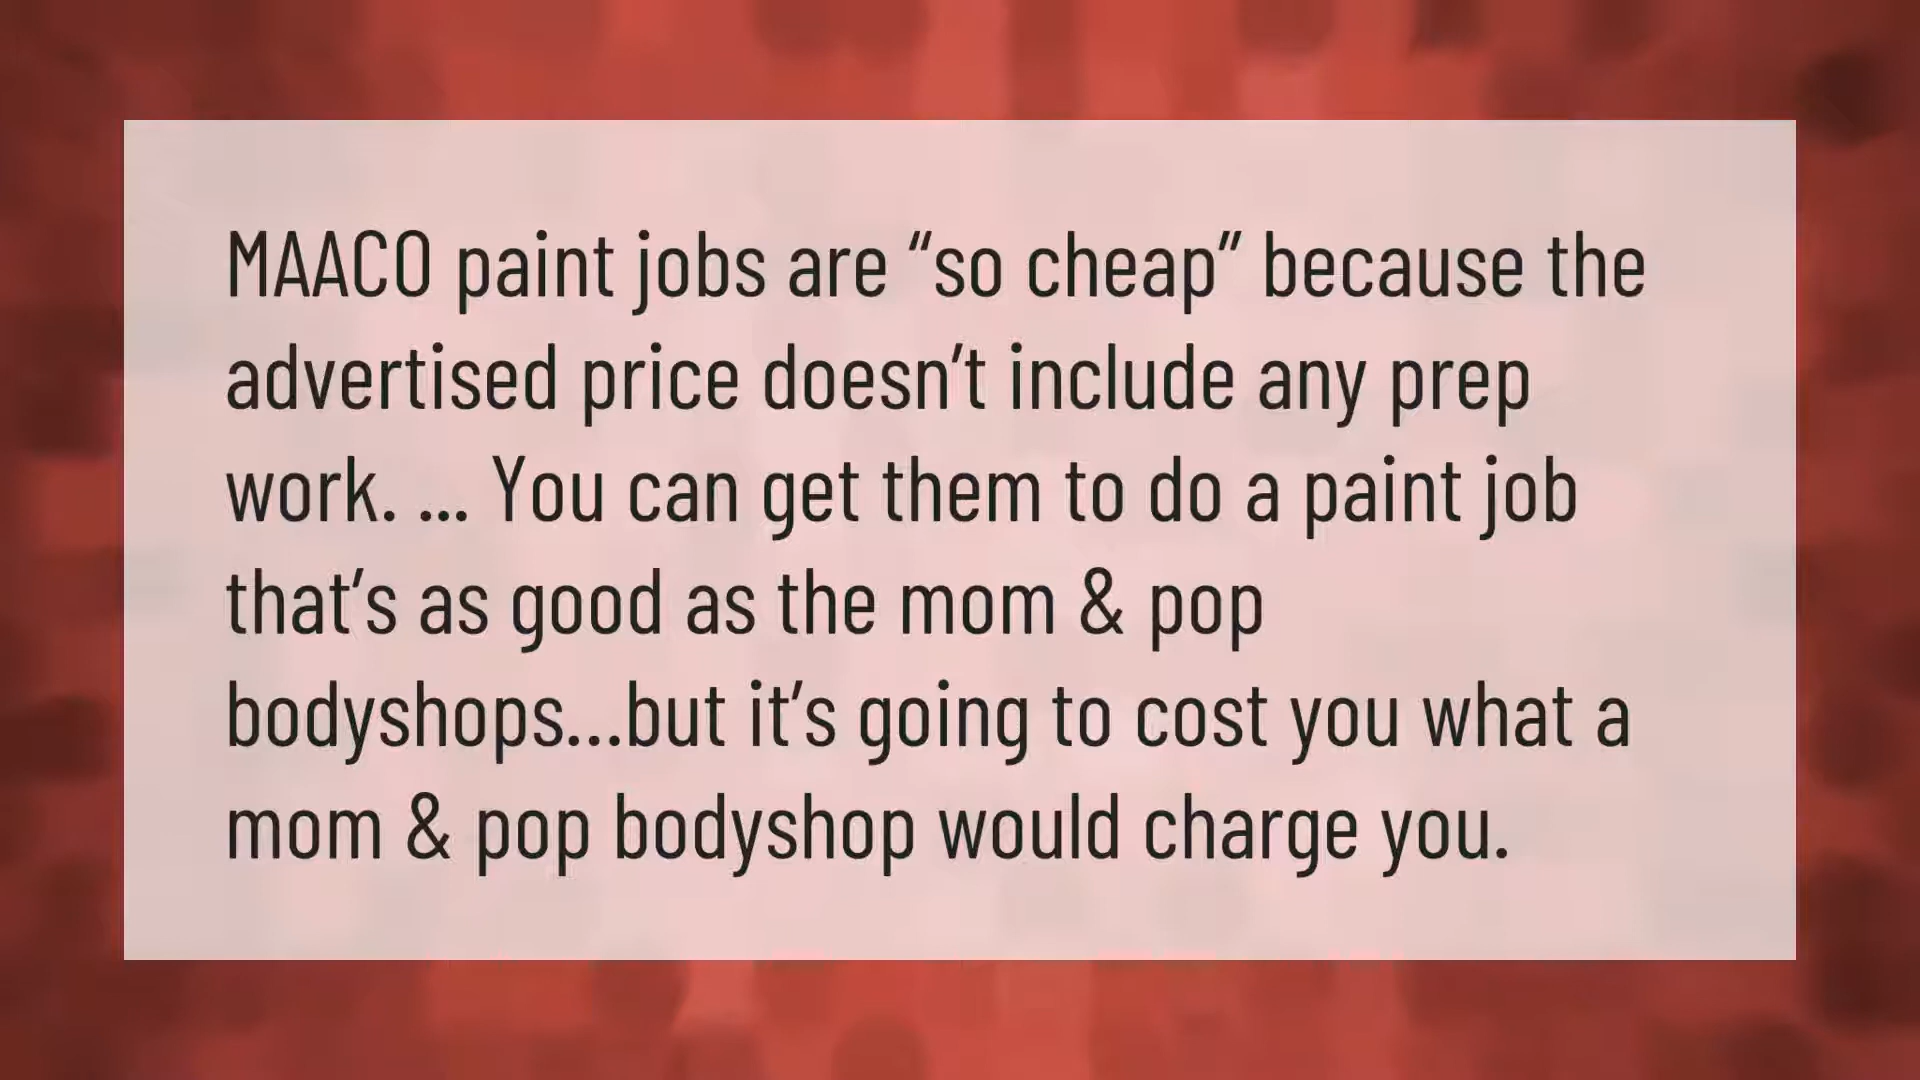 MAACO paint jobs are “so cheap” because the
advertised price doesn’t include any prep
work. ... You can get them to do a paint job
that’s as good as the mom & pop
bodyshops...but it’s going to cost you what a
mom & pop bodyshop would charge you.